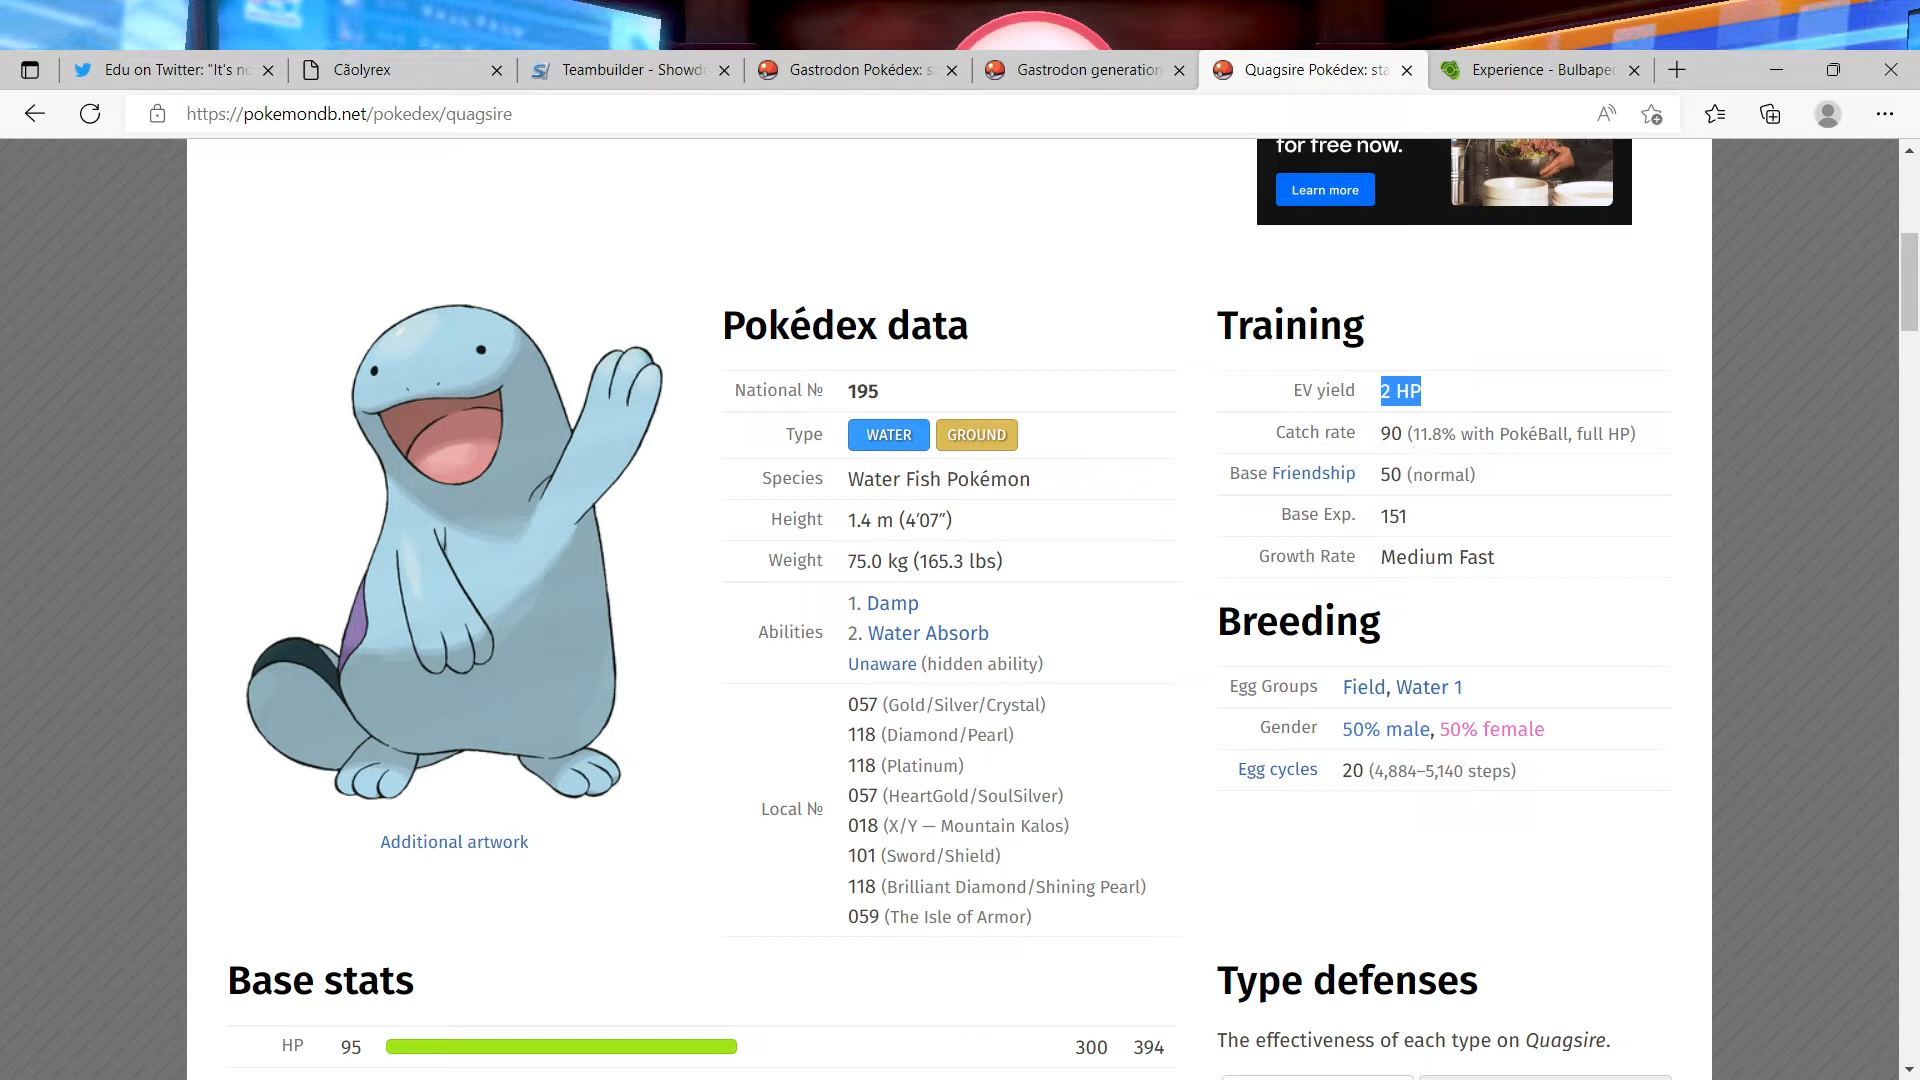 Edu on Twitter: "It's no
Cãolyrex
Teambuilder - Showdo
Gastrodon Pokédex: s
Gastrodon generation
Quagsire Pokédex: sta
Experience - Bulbaped
https://pokemondb.net/pokedex/quagsire
for free now.
Learn more
Pokédex data
National № 195
Type WATER GROUND
Species Water Fish Pokémon
Height 1.4 m (4′07″)
Weight 75.0 kg (165.3 lbs)
Abilities
1. Damp
2. Water Absorb
Unaware (hidden ability)
Local №
057 (Gold/Silver/Crystal)
118 (Diamond/Pearl)
118 (Platinum)
057 (HeartGold/SoulSilver)
018 (X/Y — Mountain Kalos)
101 (Sword/Shield)
118 (Brilliant Diamond/Shining Pearl)
059 (The Isle of Armor)
Additional artwork
Training
EV yield 2 HP
Catch rate 90 (11.8% with PokéBall, full HP)
Base Friendship 50 (normal)
Base Exp. 151
Growth Rate Medium Fast
Breeding
Egg Groups Field, Water 1
Gender 50% male, 50% female
Egg cycles 20 (4,884–5,140 steps)
Base stats
HP 95 300 394
Type defenses
The effectiveness of each type on Quagsire.